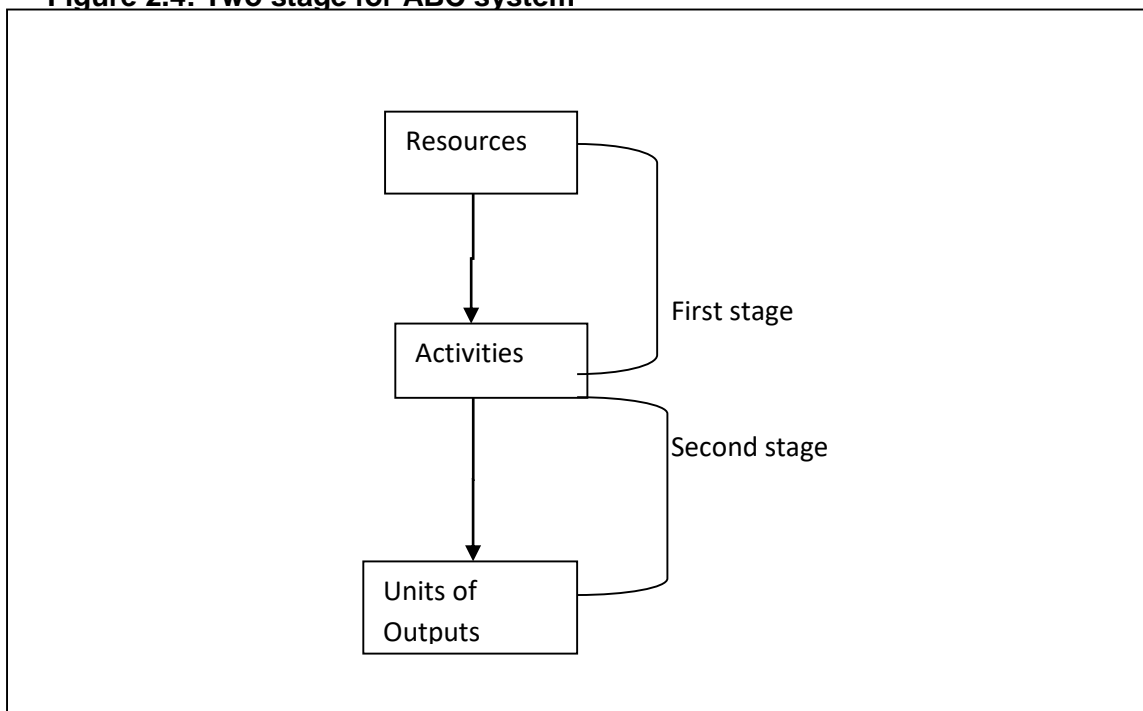 Figure 2.4: Two stage for ABC system
Resources
First stage
Activities
Second stage
Units of
Outputs